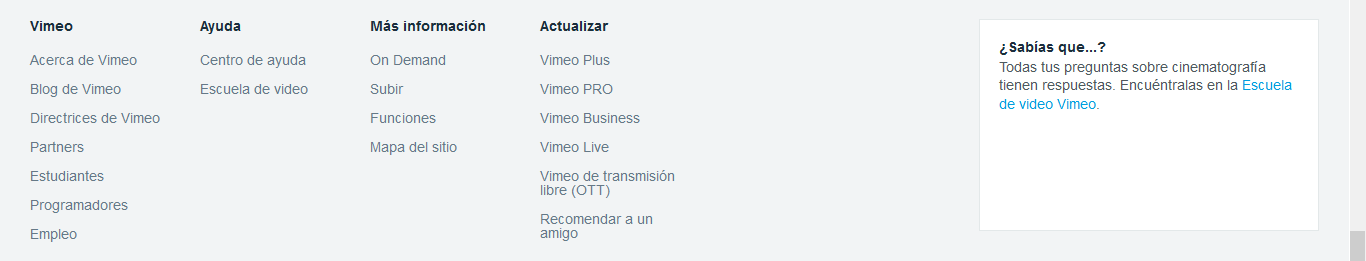 Vimeo
Acerca de Vimeo
Blog de Vimeo
Directrices de Vimeo
Partners
Estudiantes
Programadores
Empleo
Ayuda
Centro de ayuda
Escuela de video
Más información
On Demand
Subir
Funciones
Mapa del sitio
Actualizar
Vimeo Plus
Vimeo PRO
Vimeo Business
Vimeo Live
Vimeo de transmisión
libre (OTT)
Recomendar a un
amigo
¿Sabías que...?
Todas tus preguntas sobre cinematografía
tienen respuestas. Encuéntralas en la Escuela
de video Vimeo.